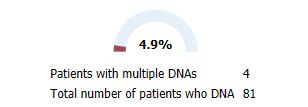 4.9%
Patients with multiple DNAs 4
Total number of patients who DNA 81